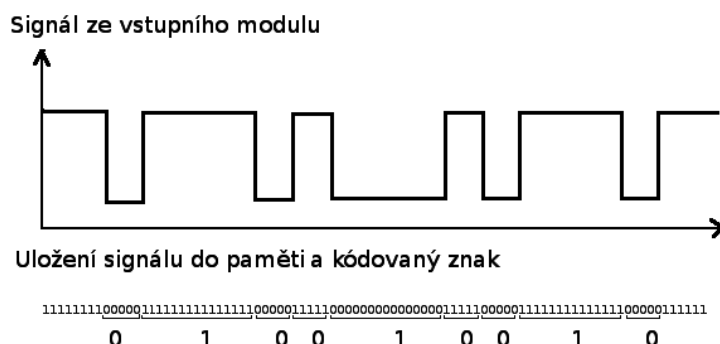 Signál ze vstupního modulu
Uložení signálu do paměti a kódovaný znak
1111111100000111111111111111000001111100000000000000011111000001111111111111100000111111
0 1 0 0 1 0 0 1 0